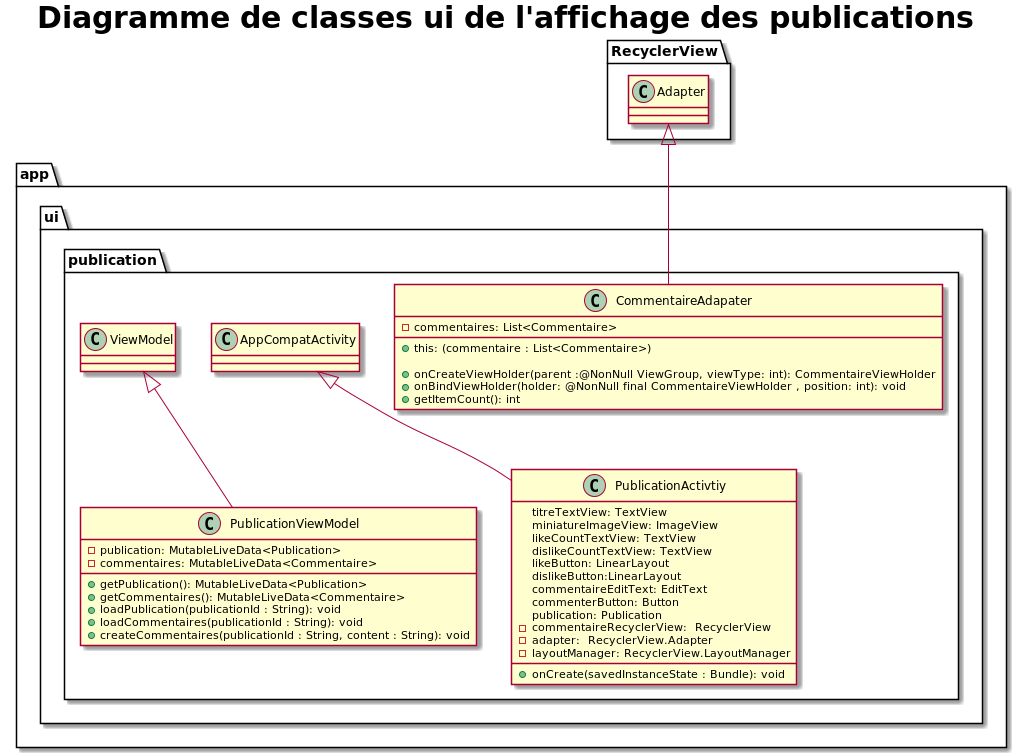 Diagramme de classes ui de l'affichage des publications
RecyclerView
C Adapter
app
ui
publication
C CommentaireAdapater
commentaires: List<Commentaire>
this: (commentaire : List<Commentaire>)
onCreateViewHolder(parent :@NonNull ViewGroup, viewType: int): CommentaireViewHolder
onBindViewHolder(holder: @NonNull final CommentaireViewHolder , position: int): void
getItemCount(): int
C ViewModel
C AppCompatActivity
C PublicationViewModel
publication: MutableLiveData<Publication>
commentaires: MutableLiveData<Commentaire>
getPublication(): MutableLiveData<Publication>
getCommentaires(): MutableLiveData<Commentaire>
loadPublication(publicationId : String): void
loadCommentaires(publicationId : String): void
createCommentaires(publicationId : String, content : String): void
C PublicationActivtiy
titreTextView: TextView
miniatureImageView: ImageView
likeCountTextView: TextView
dislikeCountTextView: TextView
likeButton: LinearLayout
dislikeButton:LinearLayout
commentaireEditText: EditText
commenterButton: Button
publication: Publication
commentaireRecyclerView:  RecyclerView
adapter:  RecyclerView.Adapter
layoutManager: RecyclerView.LayoutManager
onCreate(savedInstanceState : Bundle): void